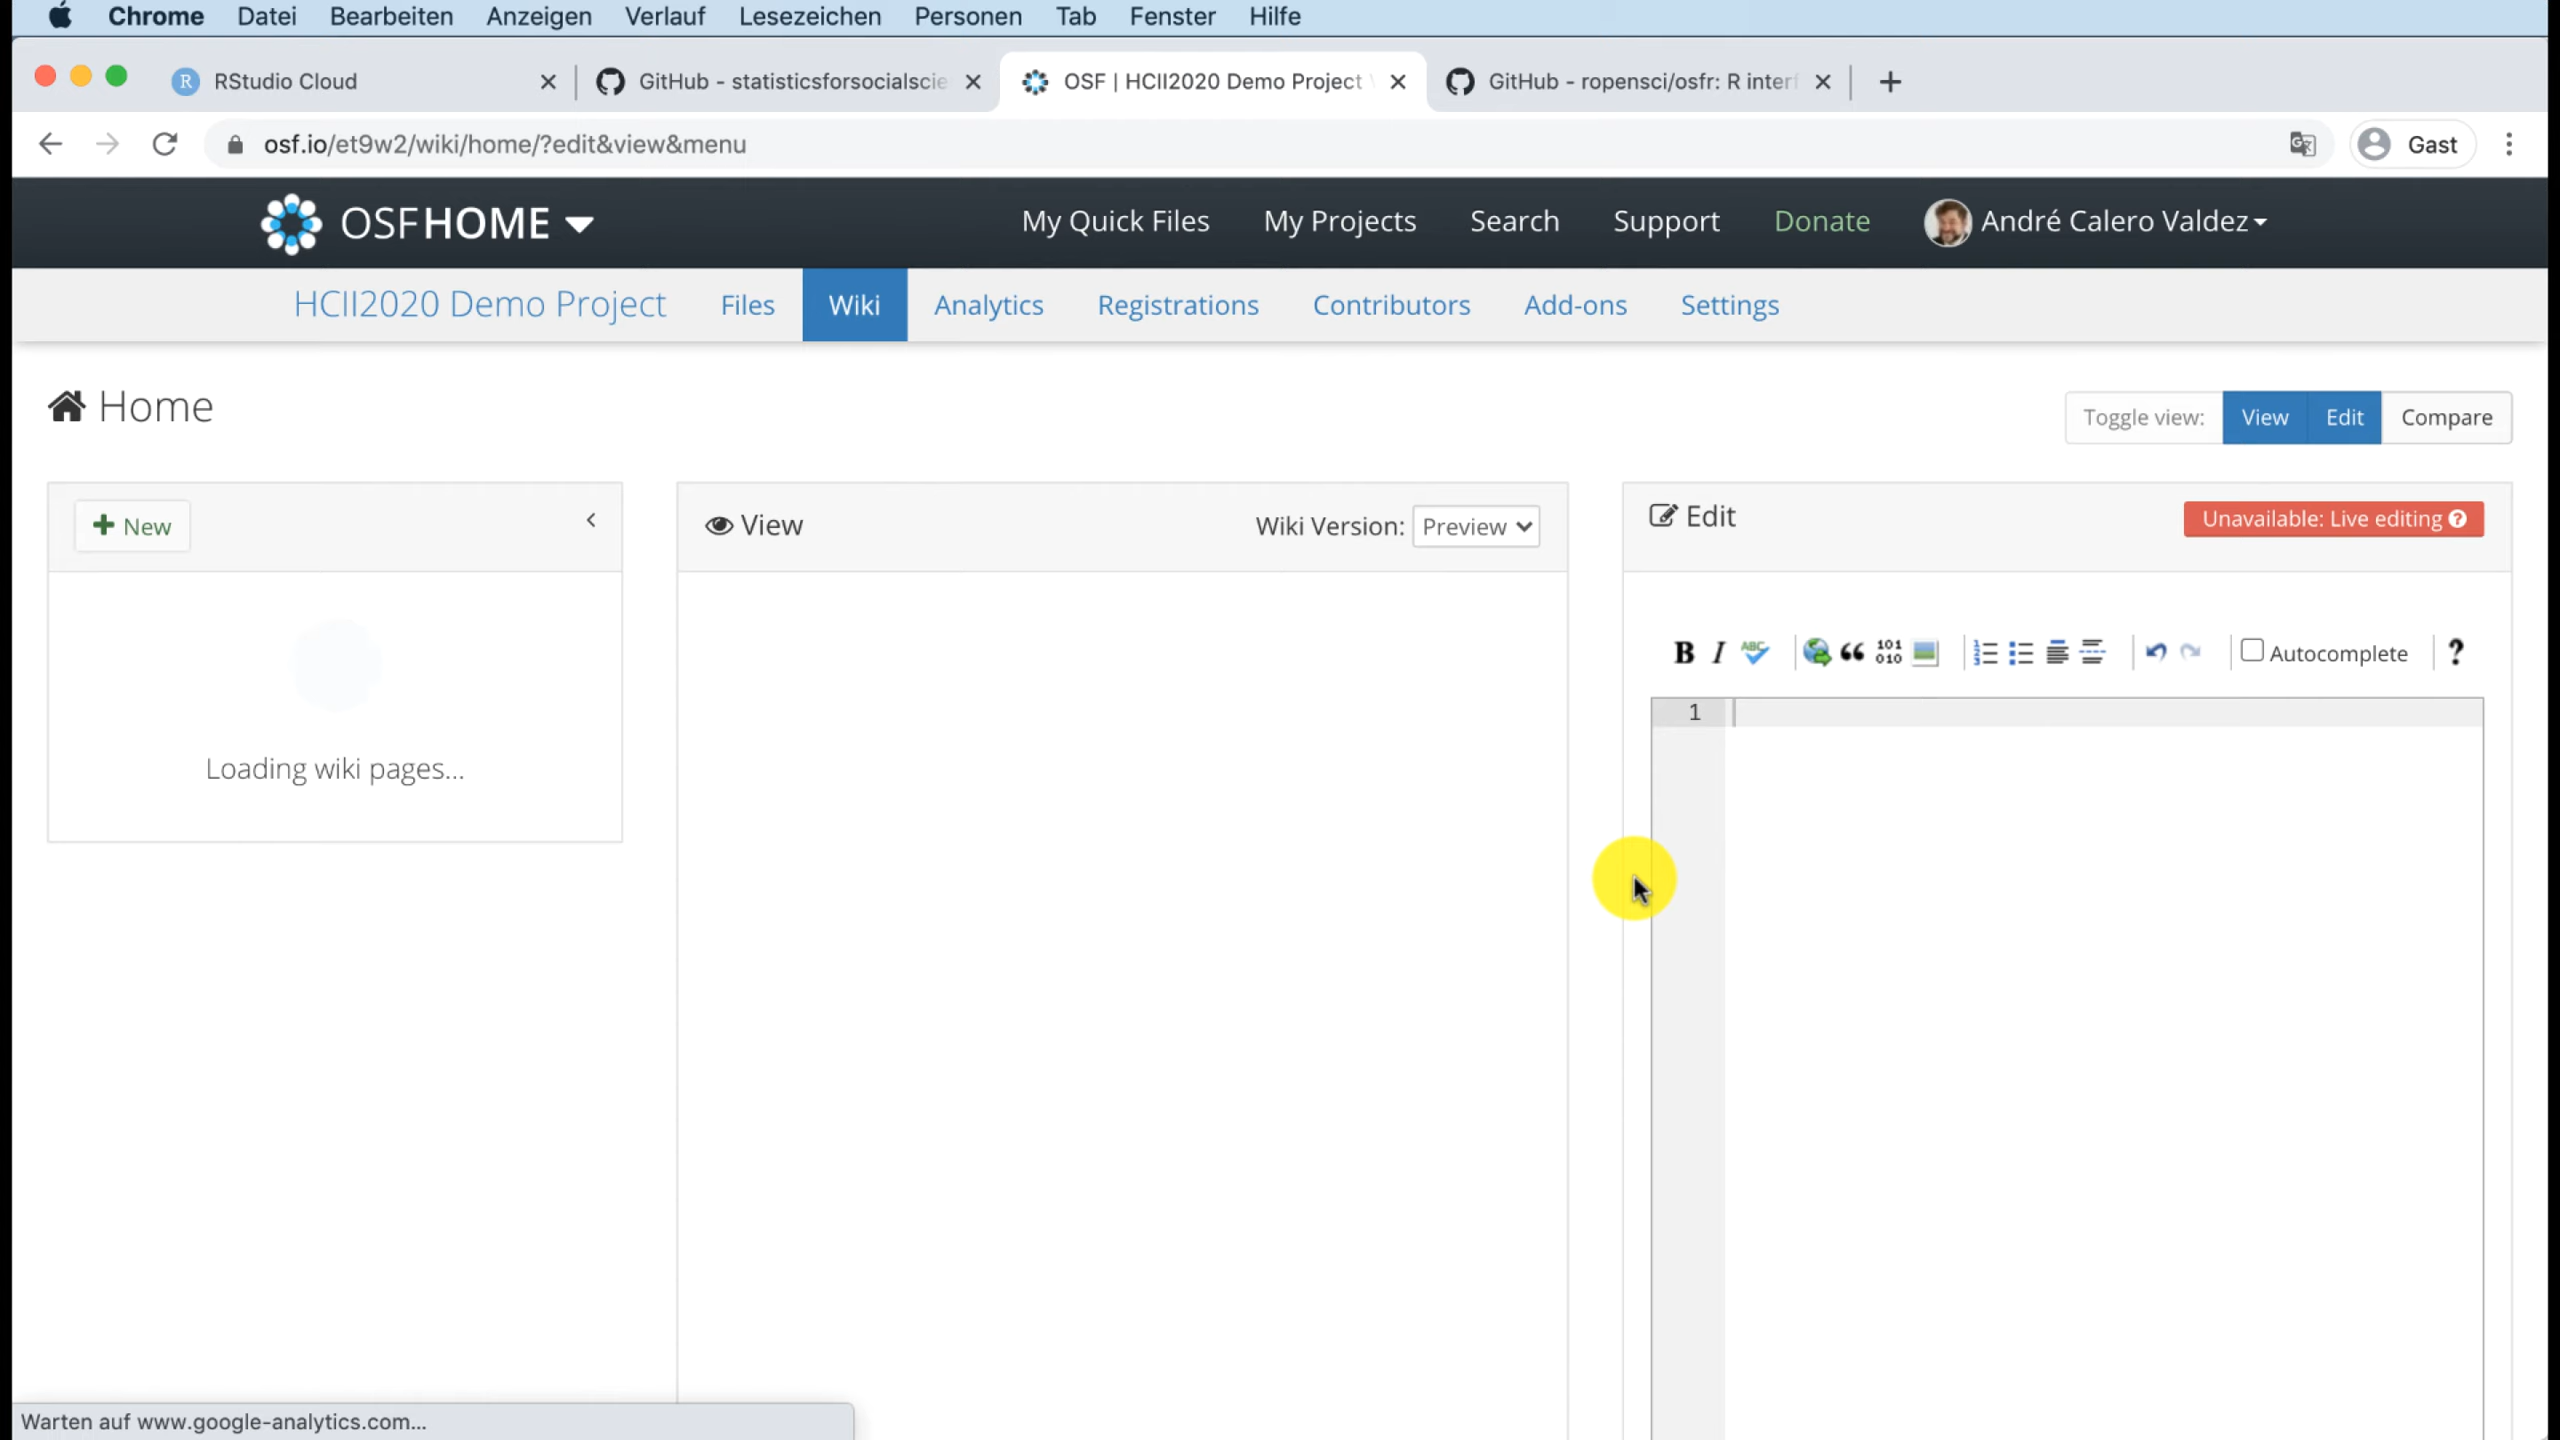 Chrome Datei Bearbeiten Anzeigen Verlauf Lesezeichen Personen Tab Fenster Hilfe
RStudio Cloud GitHub - statisticsforsocialscie OSF | HCII2020 Demo Project GitHub - ropensci/osfr: R interf
osf.io/et9w2/wiki/home/?edit&view&menu Gast
OSFHOME My Quick Files My Projects Search Support Donate André Calero Valdez
HCII2020 Demo Project Files Wiki Analytics Registrations Contributors Add-ons Settings
Home
Toggle view: View Edit Compare
New
View Wiki Version: Preview
Edit Unavailable: Live editing ?
B I ABC 101 010 Autocomplete ?
1
Loading wiki pages...
Warten auf www.google-analytics.com...